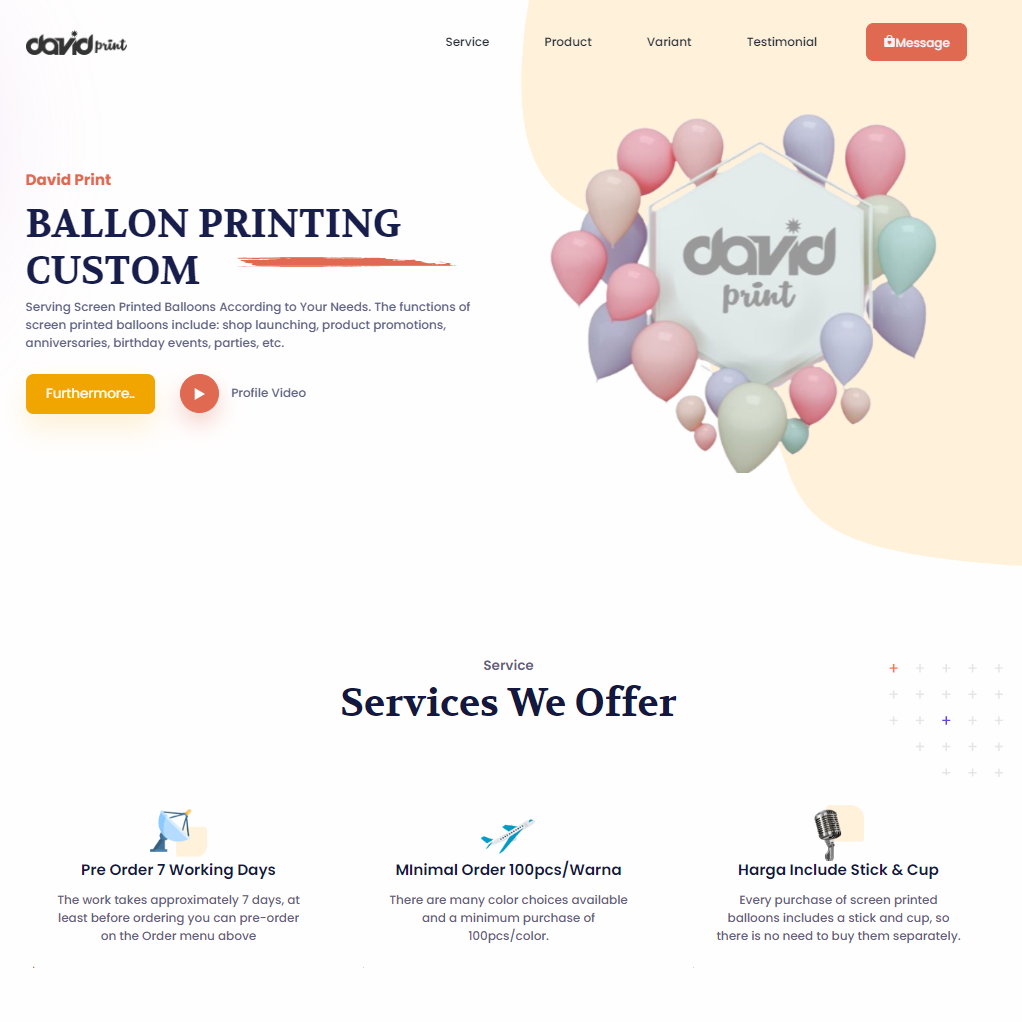 david print
Service
Product
Variant
Testimonial
Message
David Print
BALLON PRINTING
CUSTOM
Serving Screen Printed Balloons According to Your Needs. The functions of
screen printed balloons include: shop launching, product promotions,
anniversaries, birthday events, parties, etc.
Furthermore..
Profile Video
david
print
Service
Services We Offer
Pre Order 7 Working Days
The work takes approximately 7 days, at
least before ordering you can pre-order
on the Order menu above
MInimal Order 100pcs/Warna
There are many color choices available
and a minimum purchase of
100pcs/color.
Harga Include Stick & Cup
Every purchase of screen printed
balloons includes a stick and cup, so
there is no need to buy them separately.